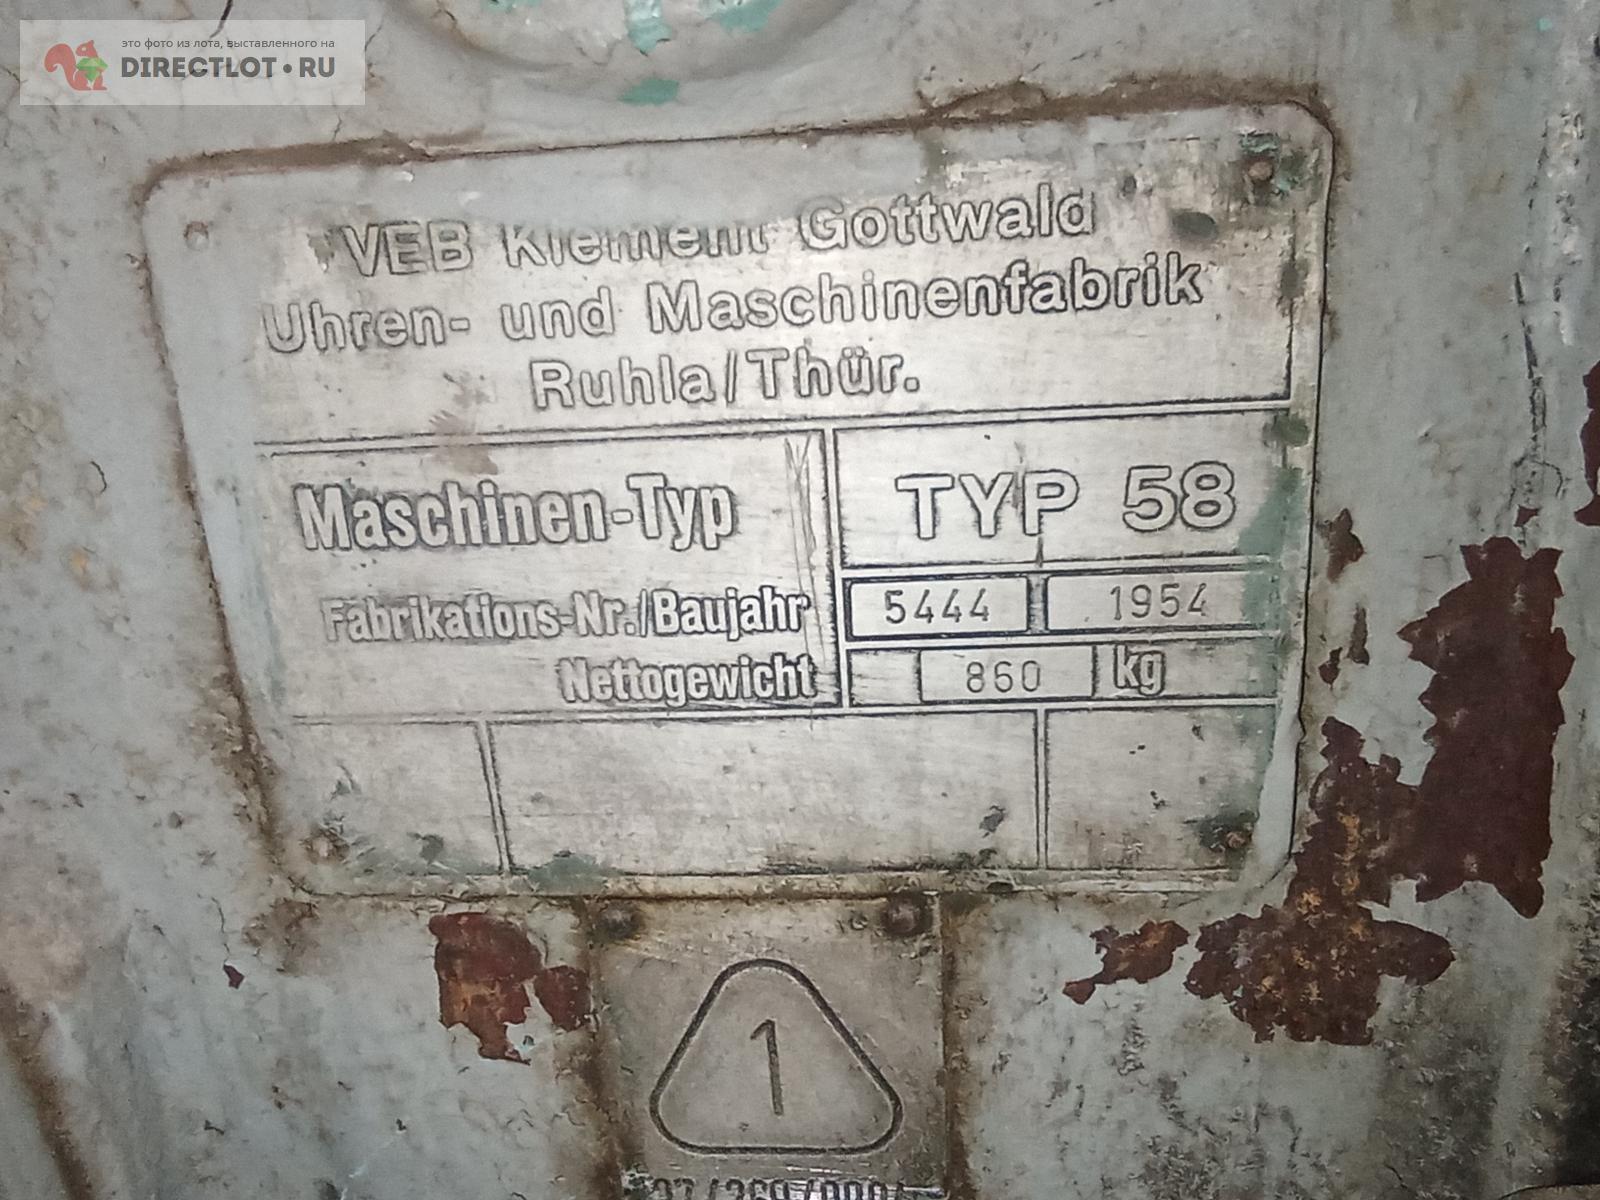 это фото из лота, выставленного на
DIRECTLOT•RU
VEB Klement Gottwald
Uhren- und Maschinenfabrik
Ruhla/Thür.
Maschinen-Typ TYP 58
Fabrikations-Nr./Baujahr 5444 1954
Nettogewicht 860 kg
1